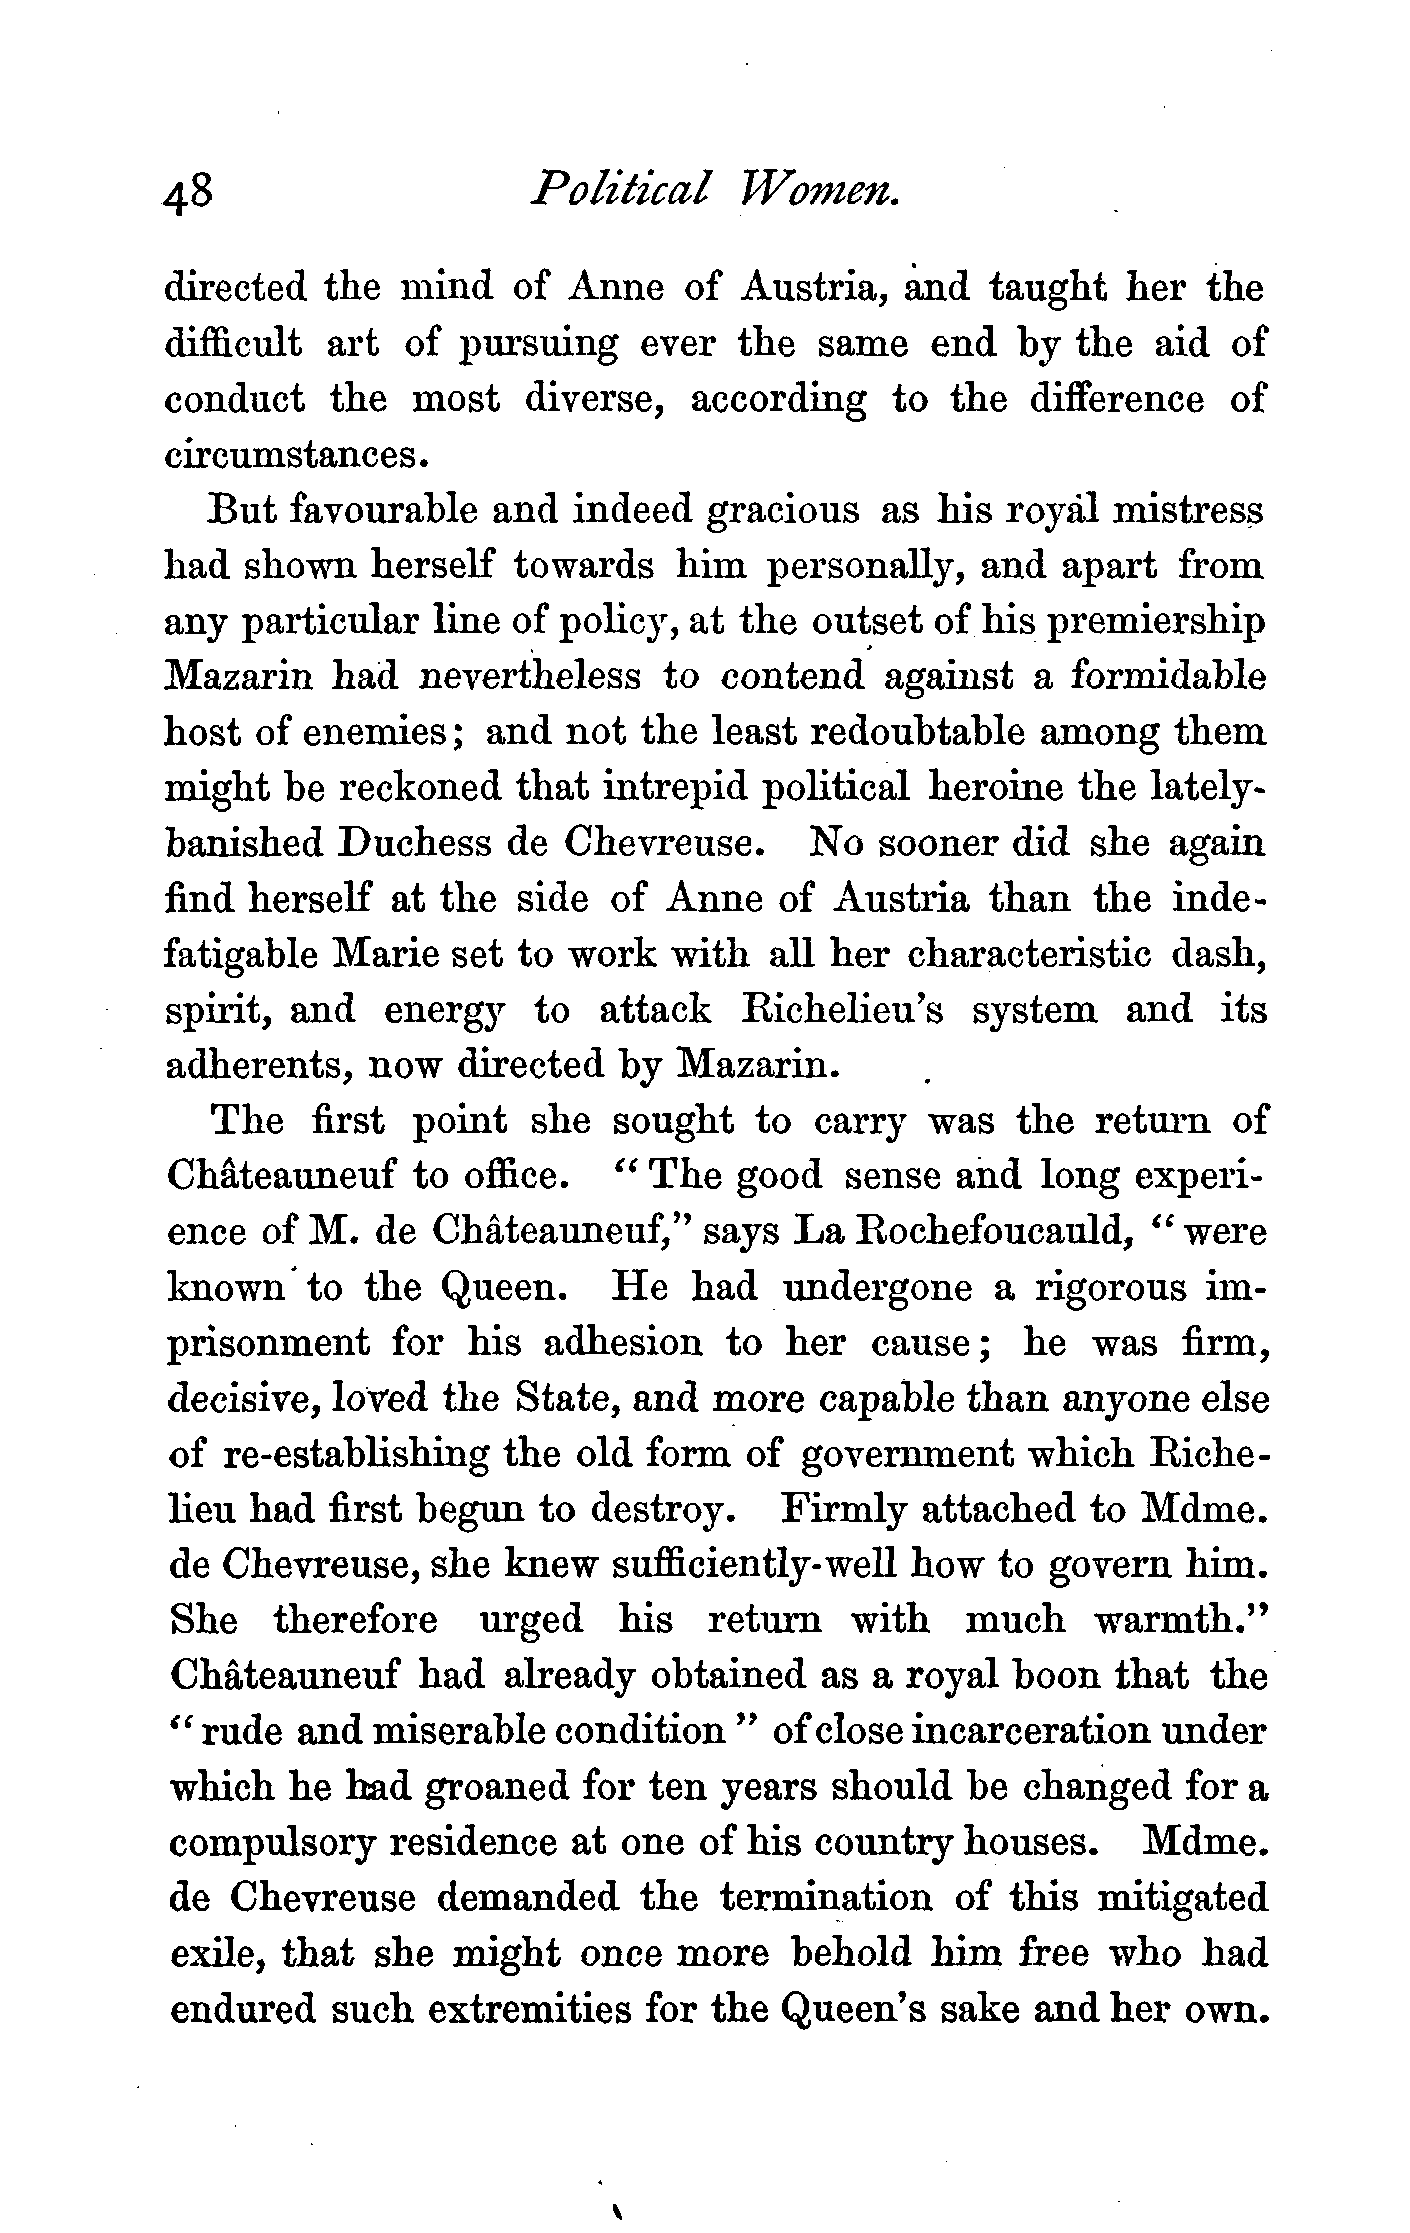 48 Political Women.
directed the mind of Anne of Austria, and taught her the
difficult art of pursuing ever the same end by the aid of
conduct the most diverse, according to the difference of
circumstances.
But favourable and indeed gracious as his royal mistress
had shown herself towards him personally, and apart from
any particular line of policy, at the outset of his premiership
Mazarin had nevertheless to contend against a formidable
host of enemies; and not the least redoubtable among them
might be reckoned that intrepid political heroine the lately-
banished Duchess de Chevreuse. No sooner did she again
find herself at the side of Anne of Austria than the inde-
fatigable Marie set to work with all her characteristic dash,
spirit, and energy to attack Richelieu's system and its
adherents, now directed by Mazarin.
The first point she sought to carry was the return of
Châteauneuf to office. "The good sense and long experi-
ence of M. de Châteauneuf," says La Rochefoucauld, "were
known to the Queen. He had undergone a rigorous im-
prisonment for his adhesion to her cause; he was firm,
decisive, loved the State, and more capable than anyone else
of re-establishing the old form of government which Riche-
lieu had first begun to destroy. Firmly attached to Mdme.
de Chevreuse, she knew sufficiently-well how to govern him.
She therefore urged his return with much warmth."
Châteauneuf had already obtained as a royal boon that the
"rude and miserable condition" of close incarceration under
which he had groaned for ten years should be changed for a
compulsory residence at one of his country houses. Mdme.
de Chevreuse demanded the termination of this mitigated
exile, that she might once more behold him free who had
endured such extremities for the Queen's sake and her own.